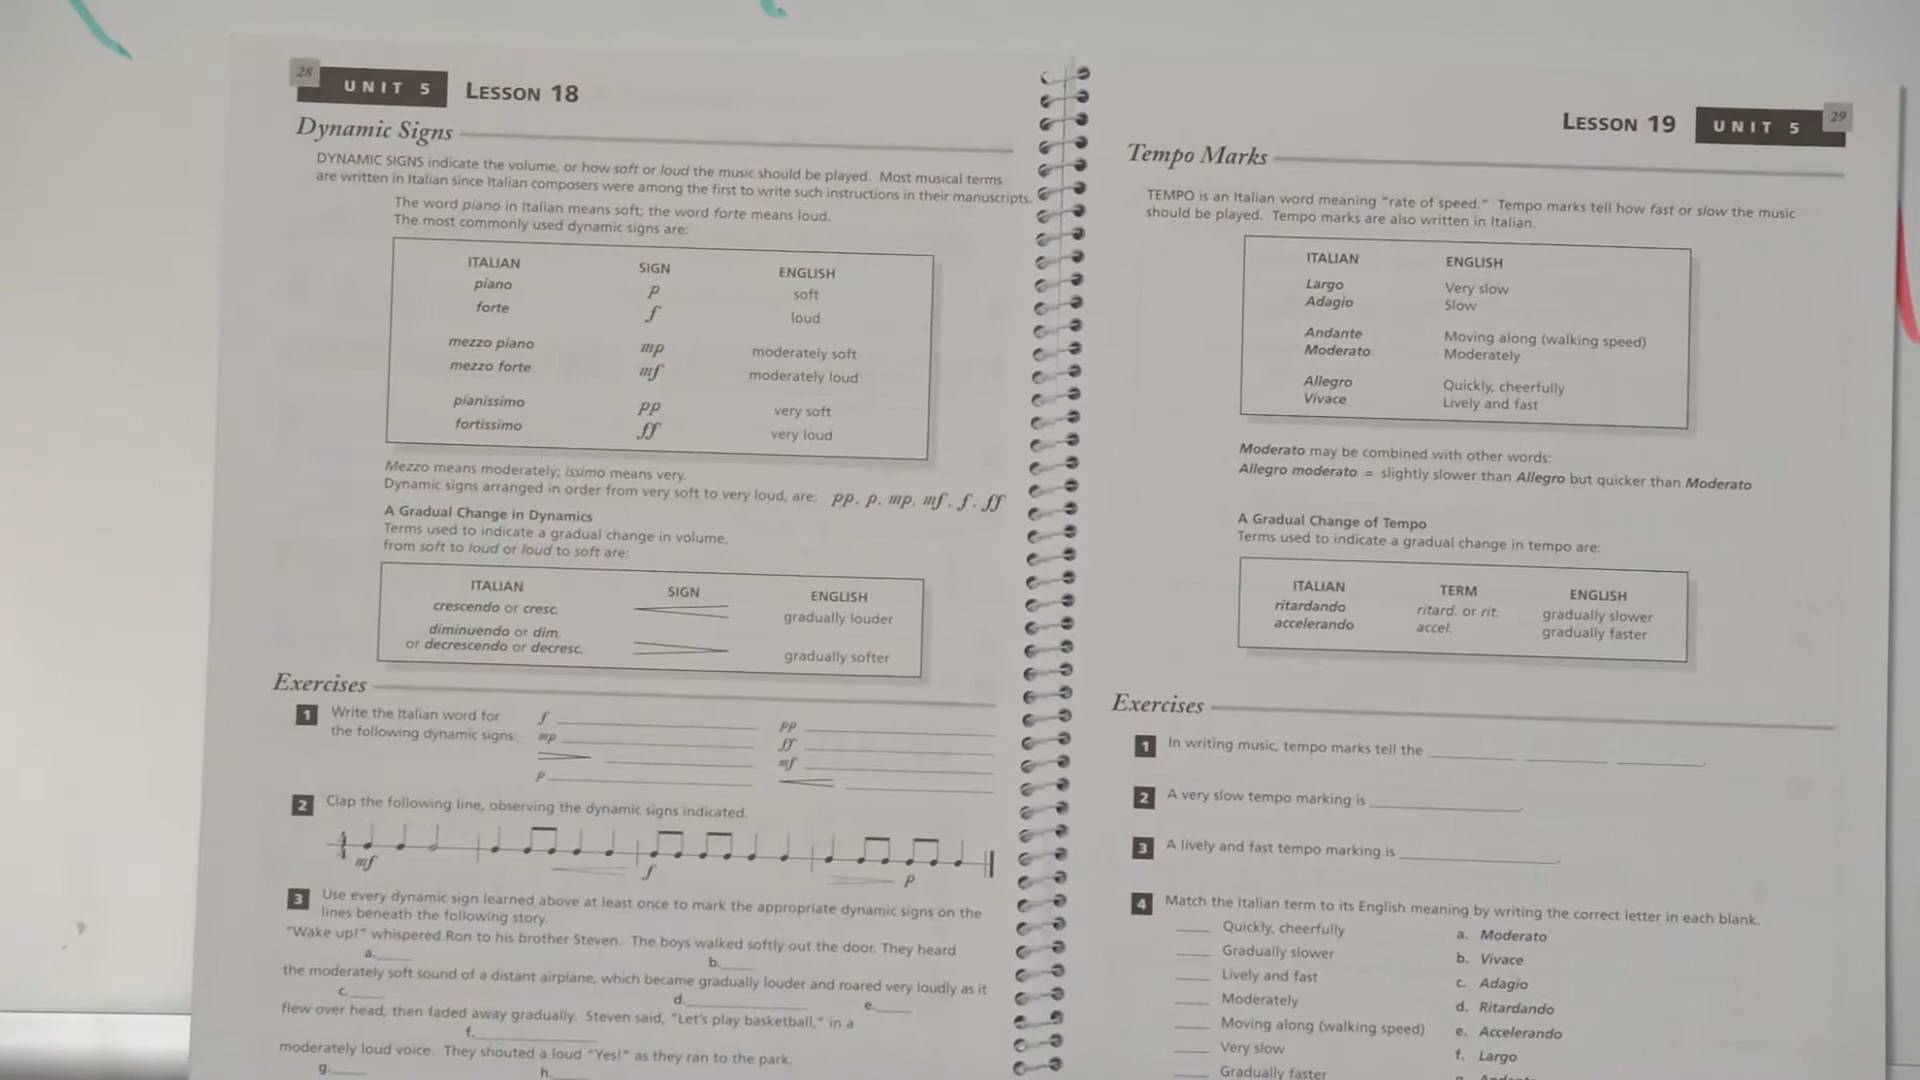 28
UNIT 5 LESSON 18
Dynamic Signs
DYNAMIC SIGNS indicate the volume, or how soft or loud the music should be played. Most musical terms
are written in Italian since Italian composers were among the first to write such instructions in their manuscripts.
The word piano in Italian means soft; the word forte means loud.
The most commonly used dynamic signs are:
ITALIAN SIGN ENGLISH
piano p soft
forte f loud
mezzo piano mp moderately soft
mezzo forte mf moderately loud
pianissimo pp very soft
fortissimo ff very loud
Mezzo means moderately; issimo means very.
Dynamic signs arranged in order from very soft to very loud, are: pp, p, mp, mf, f, ff
A Gradual Change in Dynamics
Terms used to indicate a gradual change in volume,
from soft to loud or loud to soft are:
ITALIAN SIGN ENGLISH
crescendo or cresc. gradually louder
diminuendo or dim.
or decrescendo or decresc. gradually softer
Exercises
1 Write the Italian word for
the following dynamic signs:
f pp
mp ff
mf
p
2 Clap the following line, observing the dynamic signs indicated.
4
4
mf f p
3 Use every dynamic sign learned above at least once to mark the appropriate dynamic signs on the
lines beneath the following story.
"Wake up!" whispered Ron to his brother Steven. The boys walked softly out the door. They heard
a. b.
the moderately soft sound of a distant airplane, which became gradually louder and roared very loudly as it
c. d. e.
flew over head, then faded away gradually. Steven said, "Let's play basketball," in a
f.
moderately loud voice. They shouted a loud "Yes!" as they ran to the park.
g. h.
LESSON 19 UNIT 5
29
Tempo Marks
TEMPO is an Italian word meaning "rate of speed." Tempo marks tell how fast or slow the music
should be played. Tempo marks are also written in Italian.
ITALIAN ENGLISH
Largo Very slow
Adagio Slow
Andante Moving along (walking speed)
Moderato Moderately
Allegro Quickly, cheerfully
Vivace Lively and fast
Moderato may be combined with other words:
Allegro moderato = slightly slower than Allegro but quicker than Moderato
A Gradual Change of Tempo
Terms used to indicate a gradual change in tempo are:
ITALIAN TERM ENGLISH
ritardando ritard. or rit. gradually slower
accelerando accel. gradually faster
Exercises
1 In writing music, tempo marks tell the ___ ___ ___.
2 A very slow tempo marking is ___.
3 A lively and fast tempo marking is ___.
4 Match the Italian term to its English meaning by writing the correct letter in each blank.
___ Quickly, cheerfully a. Moderato
___ Gradually slower b. Vivace
___ Lively and fast c. Adagio
___ Moderately d. Ritardando
___ Moving along (walking speed) e. Accelerando
___ Very slow f. Largo
___ Gradually faster